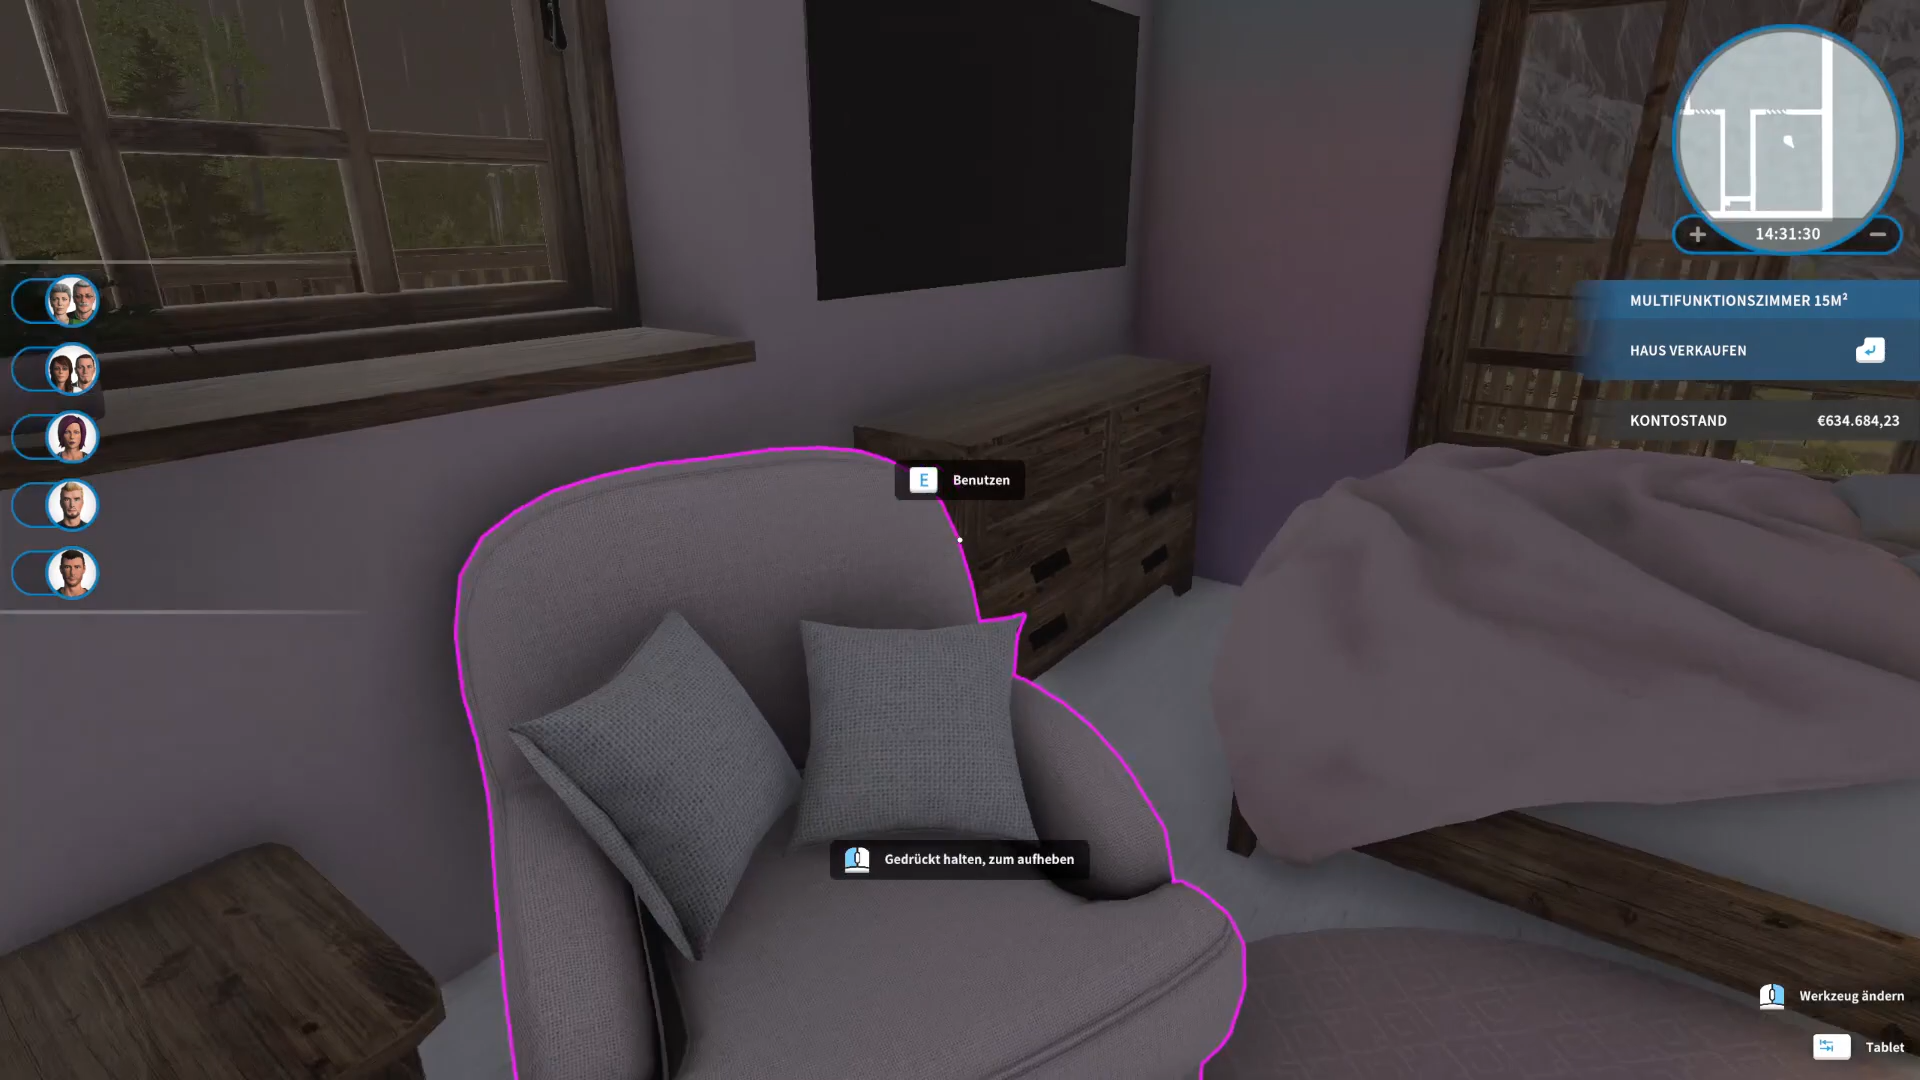 14:31:30
MULTIFUNKTIONSZIMMER 15M²
HAUS VERKAUFEN
KONTOSTAND €634.684,23
E Benutzen
Gedrückt halten, zum aufheben
Werkzeug ändern
Tablet